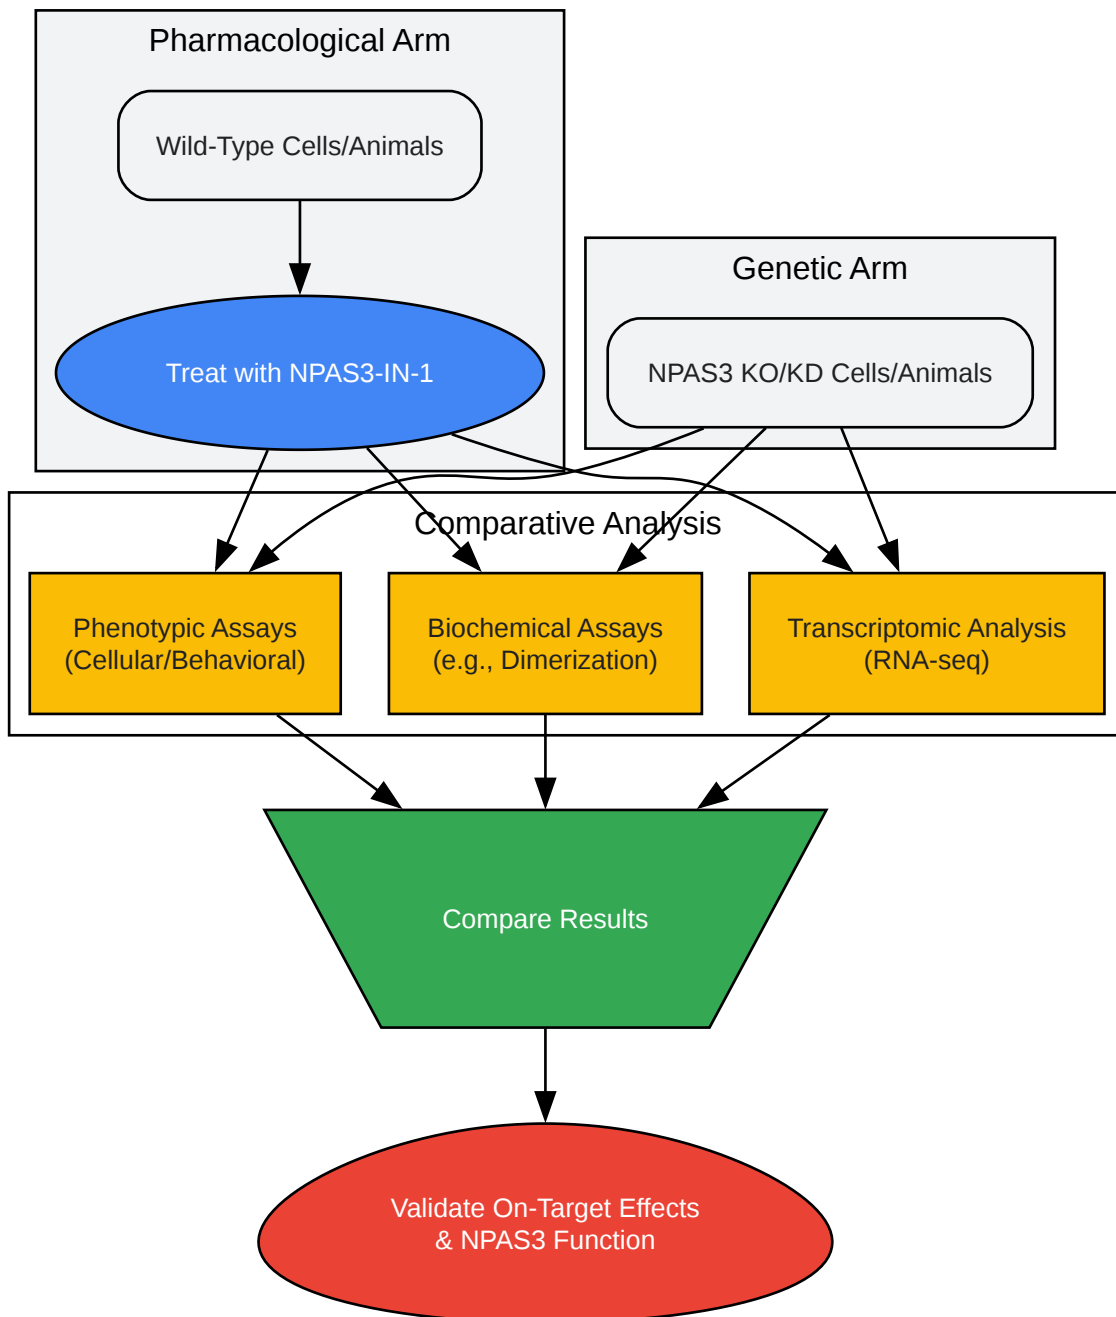 Pharmacological Arm
Wild-Type Cells/Animals
Treat with NPAS3-IN-1
Genetic Arm
NPAS3 KO/KD Cells/Animals
Comparative Analysis
Phenotypic Assays
(Cellular/Behavioral)
Biochemical Assays
(e.g., Dimerization)
Transcriptomic Analysis
(RNA-seq)
Compare Results
Validate On-Target Effects
& NPAS3 Function